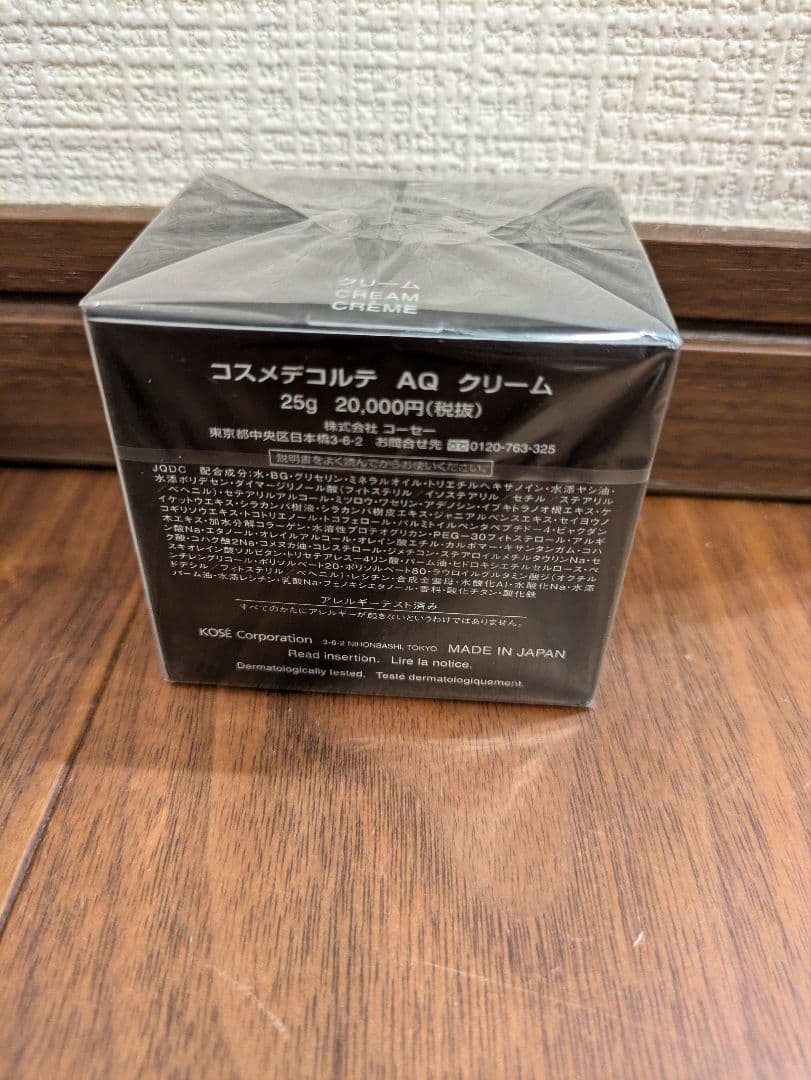 クリーム
CREAM
CRÈME
コスメデコルテ AQ クリーム
25g 20,000円(税抜)
株式会社 コーセー
東京都中央区日本橋3-6-2 お問合せ先 0120-763-325
説明書をよく読んでからお使いください。
JQDC 配合成分:水・BG・グリセリン・ミネラルオイル・トリエチルヘキサノイン・水添ヤシ油・
水添ポリデセン・ダイマージリノール酸(フィトステリル/イソステアリル/セチル/ステアリル
/ベヘニル)・セチアリルアルコール・ミツロウ・ワセリン・アデノシン・イブキトラノオ根エキス・ケ
イケットウエキス・シラカンバ樹液・シラカンバ樹皮エキス・ジャニアルベンスエキス・セイヨウノ
コギリソウエキス・トコトリエノール・トコフェロール・パルミトイルペンタペプチド-4・ビャクダン
木エキス・加水分解コラーゲン・水溶性プロテオグリカン・PEG-30フィトステロール・アルギ
ン酸Na・エタノール・オレイルアルコール・オレイン酸エチル・カルボマー・キサンタンガム・コハ
ク酸・コハク酸2Na・コメヌカ油・コレステロール・ジメチコン・ステアロイルメチルタウリンNa・セ
スキオレイン酸ソルビタン・トリセテアレス-4リン酸・パーム油・ヒドロキシエチルセルロース・ペ
ンチレングリコール・ポリソルベート20・ポリソルベート80・ラウロイルグルタミン酸ジ(オクチル
ドデシル/フィトステリル/ベヘニル)・レシチン・合成金雲母・水酸化Al・水酸化Na・水添
パーム油・水添レシチン・乳酸Na・フェノキシエタノール・香料・酸化チタン・酸化鉄
アレルギーテスト済み
すべてのかたにアレルギーが起きないというわけではありません。
KOSÉ Corporation 3-6-2 NIHONBASHI, TOKYO MADE IN JAPAN
Read insertion. Lire la notice.
Dermatologically tested. Testé dermatologiquement.